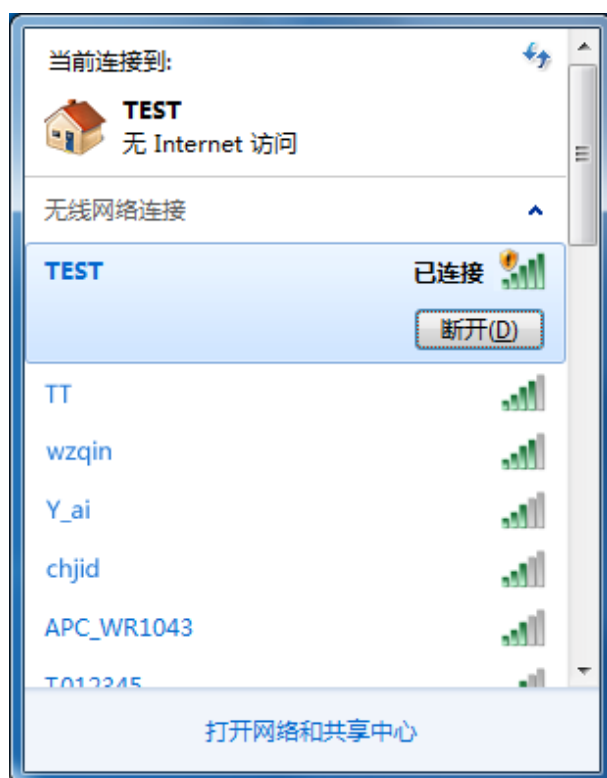 当前连接到:
TEST
无 Internet 访问
无线网络连接
TEST 已连接
断开(D)
TT
wzqin
Y_ai
chjid
APC_WR1043
T012345
打开网络和共享中心